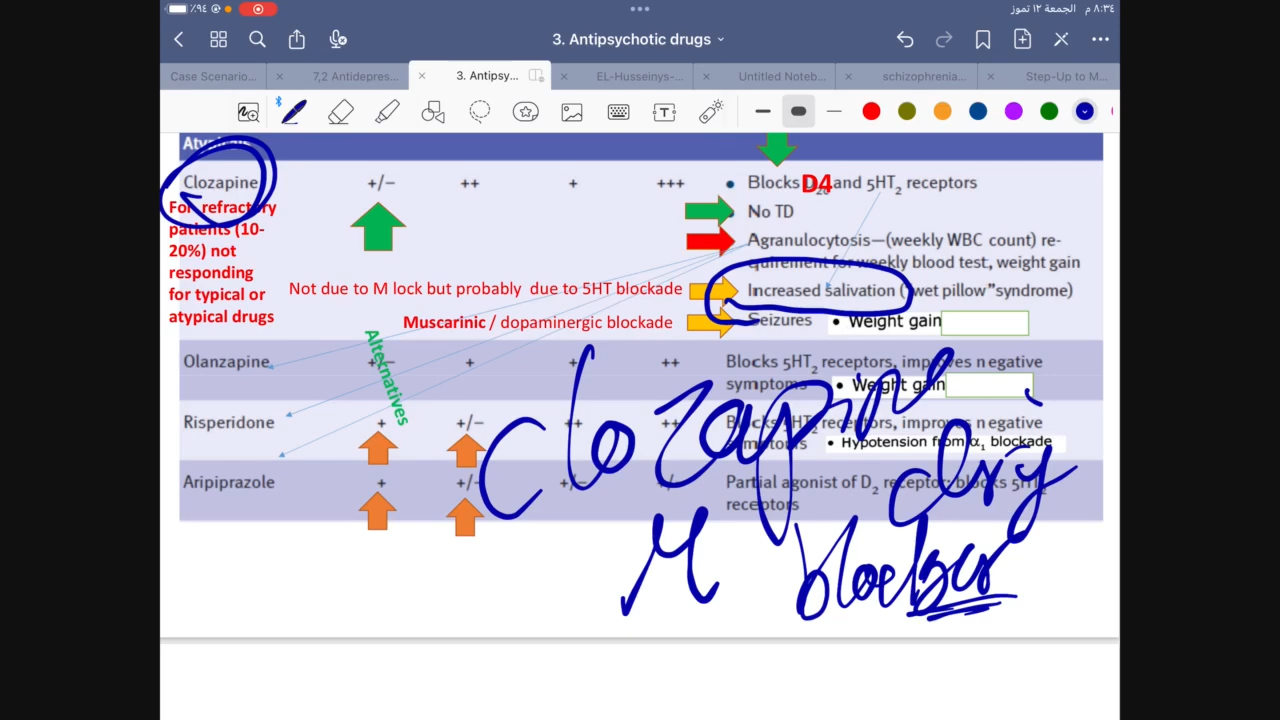 ٪٩٤
٨:٣٤ م الجمعة ١٢ تموز
3. Antipsychotic drugs
Case Scenario... × 7,2 Antidepres... × 3. Antipsy... × EL-Husseinys-... × Untitled Noteb... × schizophrenia... × Step-Up to M...
Atypicals
Clozapine +/− ++ + +++ • Blocks D4 and 5HT2 receptors
For refractory
patients (10-
20%) not
responding
for typical or
atypical drugs
• No TD
Agranulocytosis—(weekly WBC count) re-
quirement for weekly blood test, weight gain
Not due to M lock but probably due to 5HT blockade
Increased salivation ("wet pillow" syndrome)
Muscarinic / dopaminergic blockade
Seizures • Weight gain
Alternatives
Olanzapine + ++ Blocks 5HT2 receptors, improves negative
symptoms • Weight gain
Risperidone + +/− ++ ++ Blocks 5HT2 receptors, improves negative
symptoms • Hypotension from α1 blockade
Aripiprazole + +/− +/− +/− Partial agonist of D2 receptor; blocks 5HT2
receptors
Clozapine
M